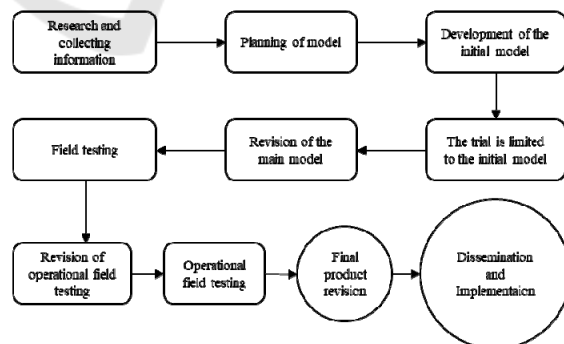 Research and
collecting
information
Planning of model
Development of the
initial model
Field testing
Revision of the
main model
The trial is limited
to the initial model
Revision of
operational field
testing
Operational
field testing
Final
product
revision
Dissemination
and
Implementaion